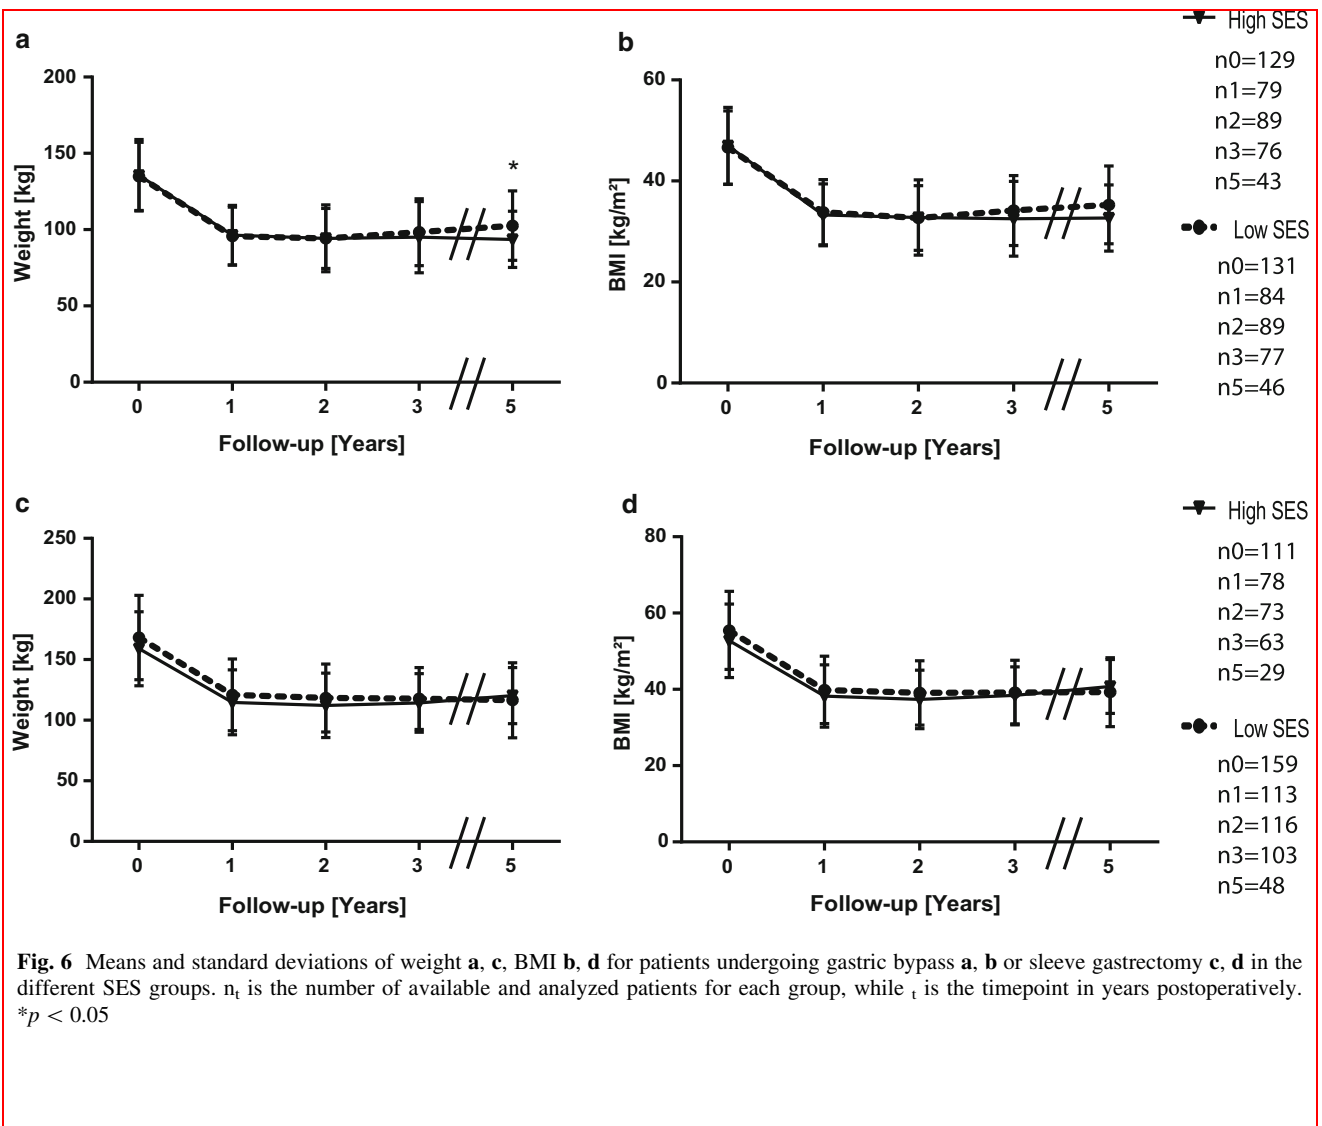 a
200
150
100
50
0
Weight [kg]
*
0 1 2 3 5
Follow-up [Years]
b
60
40
20
0
BMI [kg/m²]
0 1 2 3 5
Follow-up [Years]
High SES
n0=129
n1=79
n2=89
n3=76
n5=43
Low SES
n0=131
n1=84
n2=89
n3=77
n5=46
c
250
200
150
100
50
0
Weight [kg]
0 1 2 3 5
Follow-up [Years]
d
80
60
40
20
0
BMI [kg/m²]
0 1 2 3 5
Follow-up [Years]
High SES
n0=111
n1=78
n2=73
n3=63
n5=29
Low SES
n0=159
n1=113
n2=116
n3=103
n5=48
Fig. 6 Means and standard deviations of weight a, c, BMI b, d for patients undergoing gastric bypass a, b or sleeve gastrectomy c, d in the
different SES groups. nt is the number of available and analyzed patients for each group, while t is the timepoint in years postoperatively.
*p < 0.05